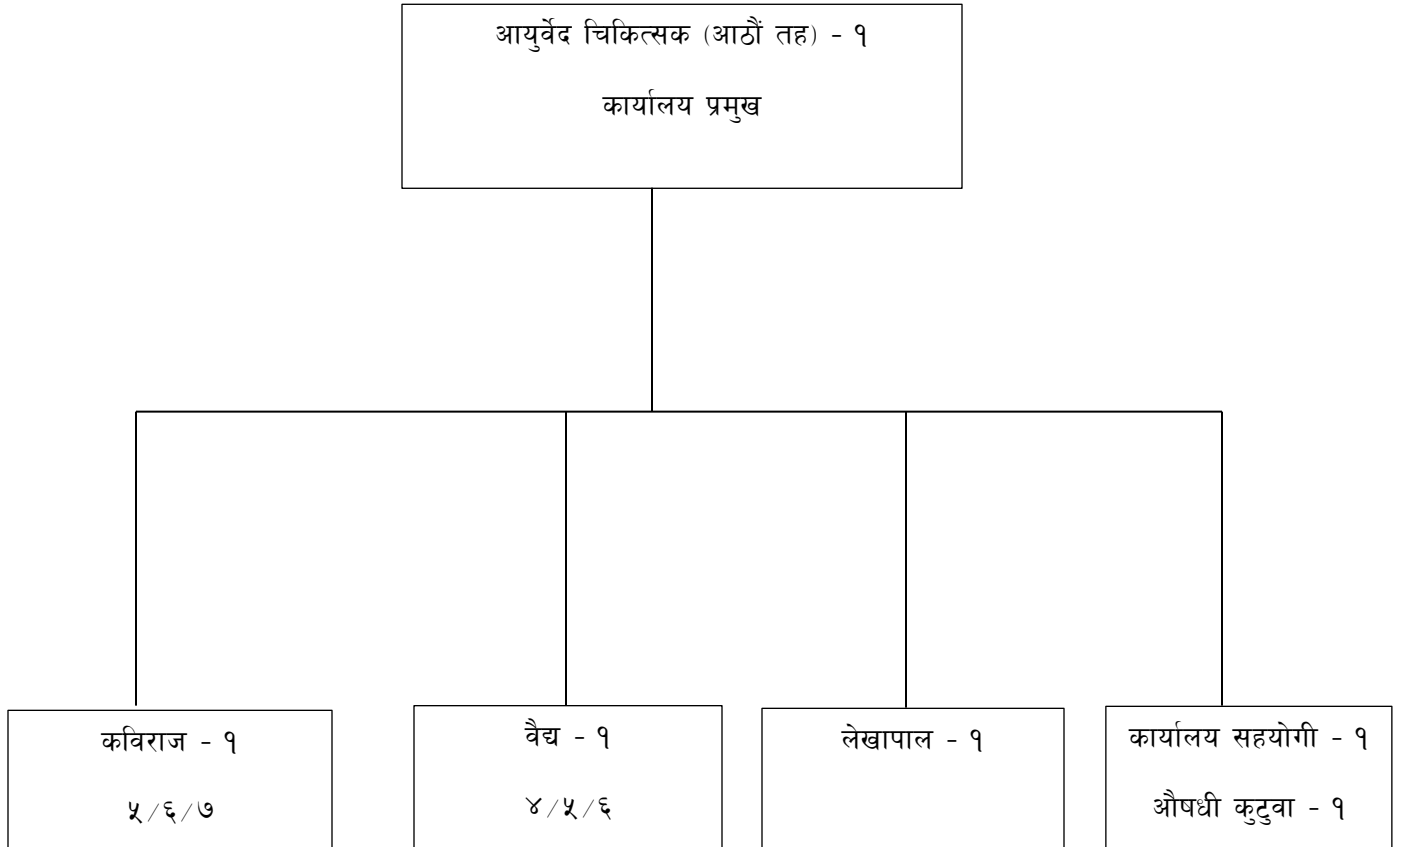 आयुर्वेद चिकित्सक (आठौं तह) - १
कार्यालय प्रमुख
कविराज - १
५/६/७
वैद्य - १
४/५/६
लेखापाल - १
कार्यालय सहयोगी - १
औषधी कुटुवा - १